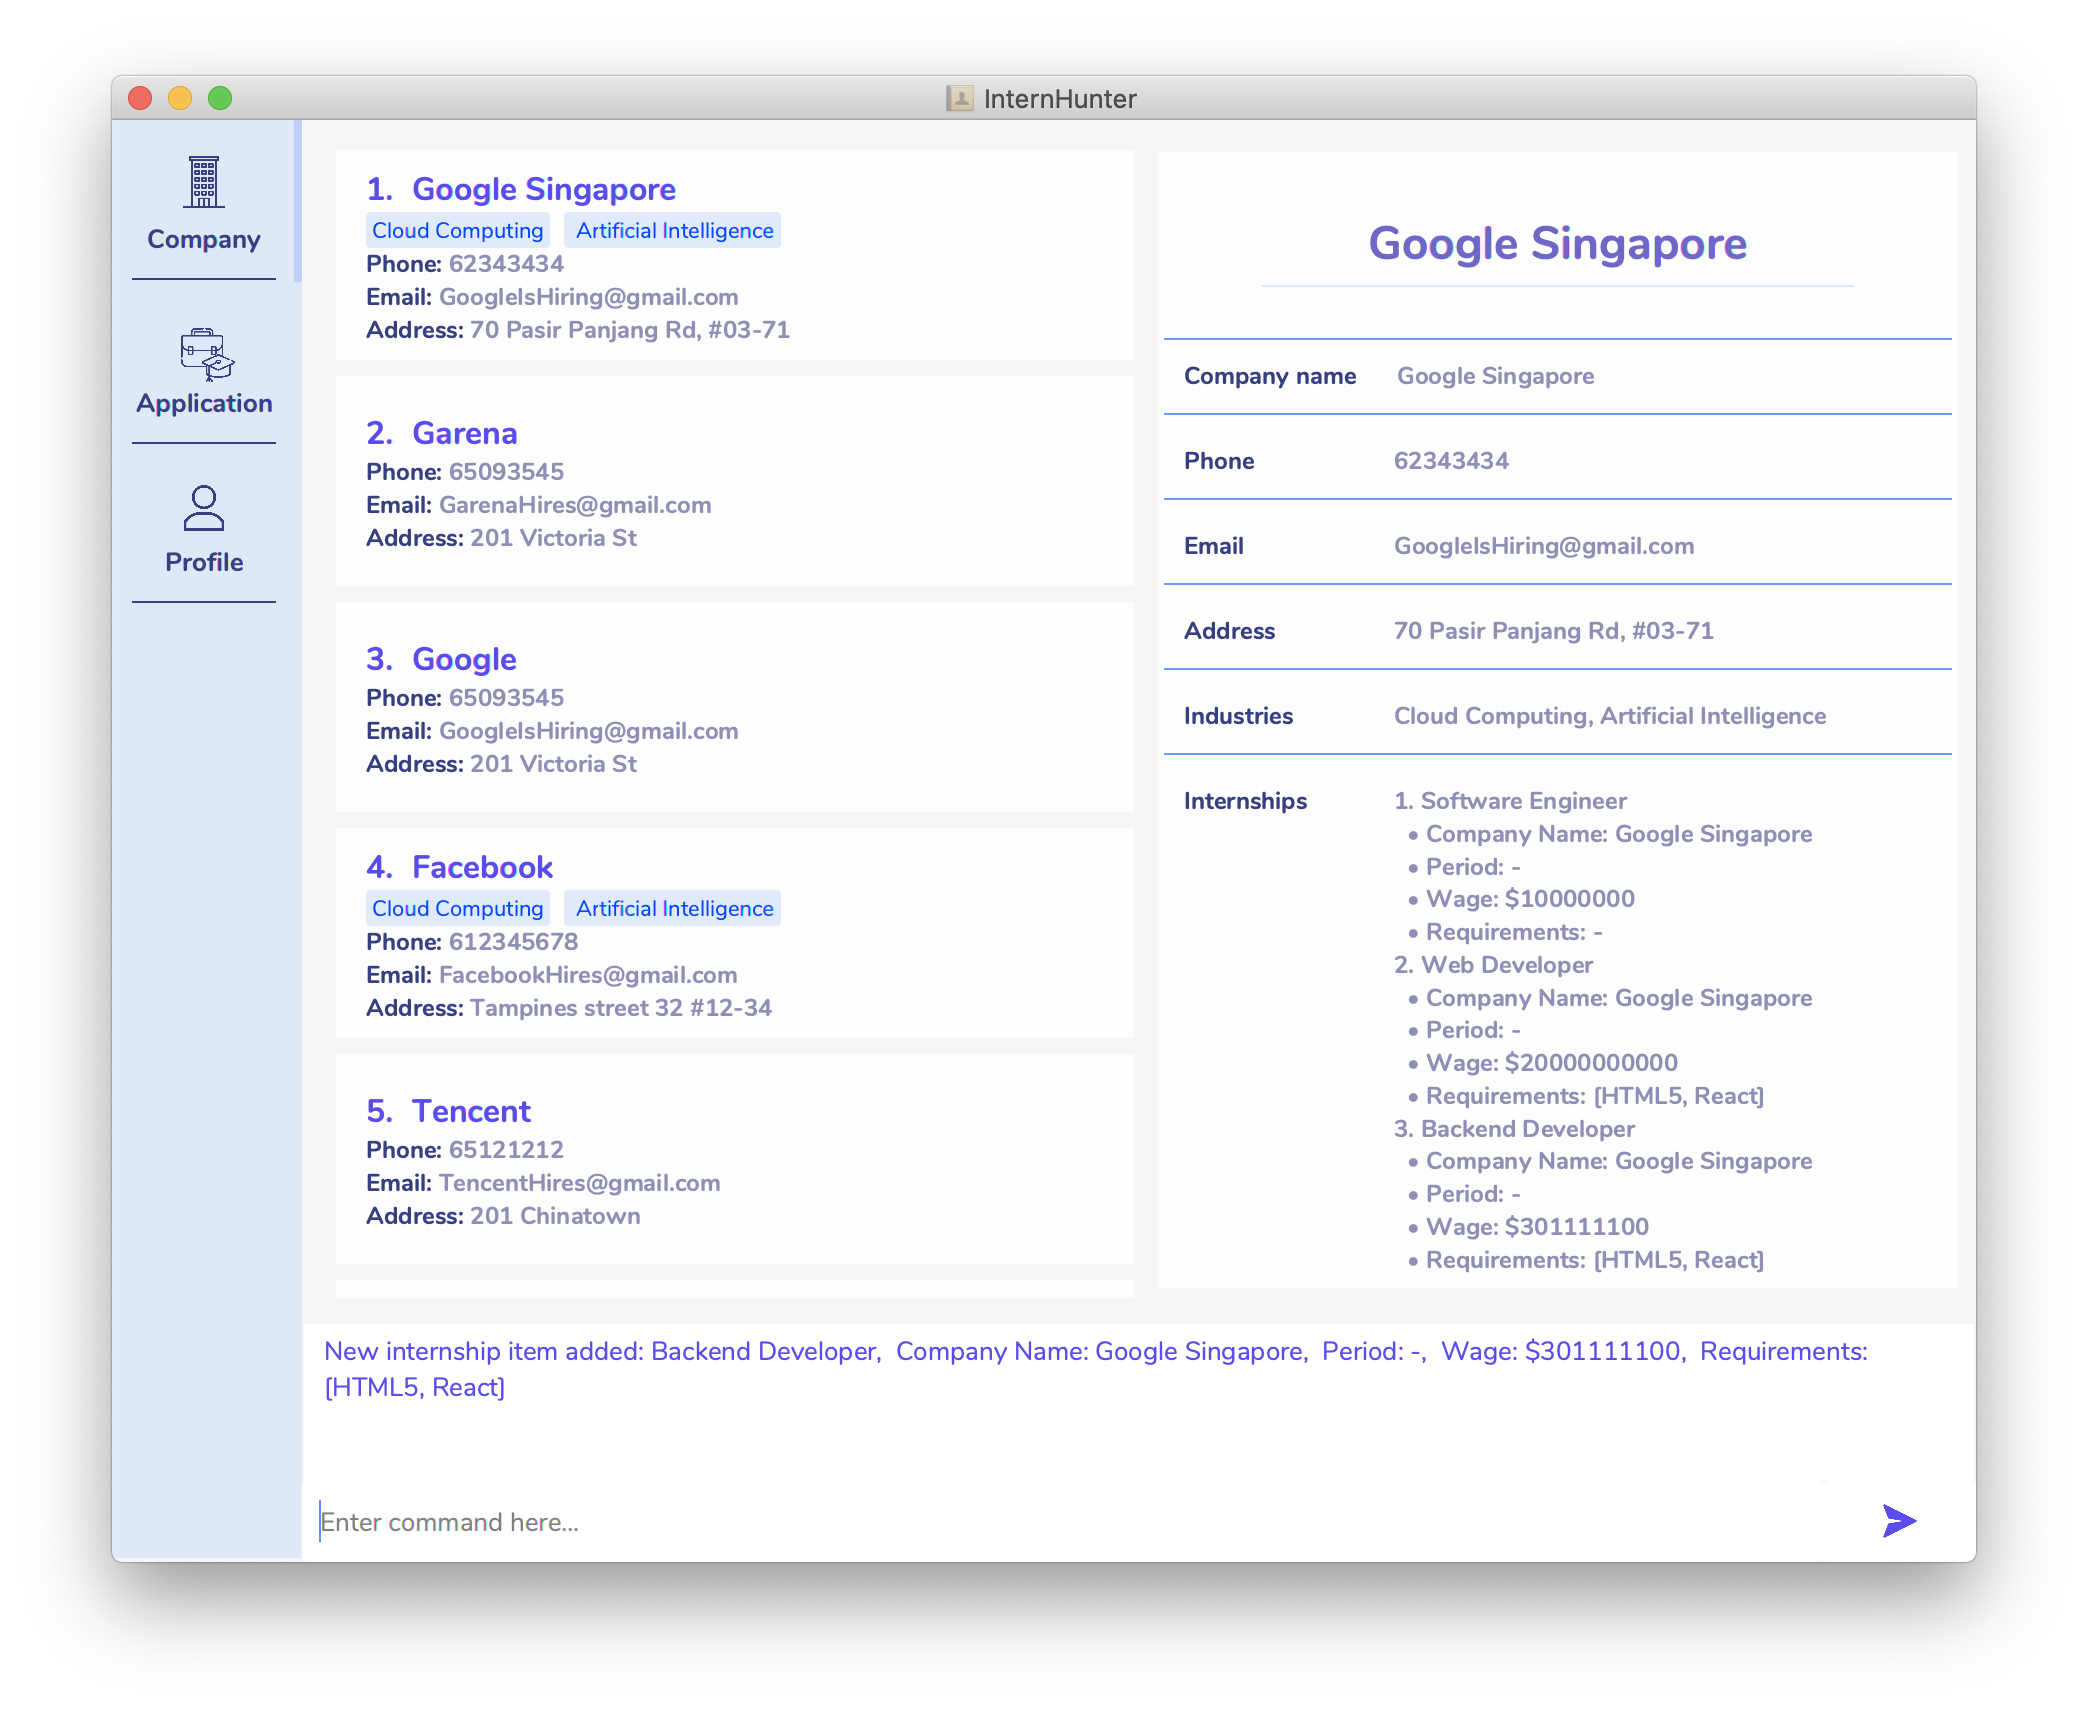 InternHunter
Company
Application
Profile
1. Google Singapore
Cloud Computing Artificial Intelligence
Phone: 62343434
Email: GoogleIsHiring@gmail.com
Address: 70 Pasir Panjang Rd, #03-71
2. Garena
Phone: 65093545
Email: GarenaHires@gmail.com
Address: 201 Victoria St
3. Google
Phone: 65093545
Email: GoogleIsHiring@gmail.com
Address: 201 Victoria St
4. Facebook
Cloud Computing Artificial Intelligence
Phone: 612345678
Email: FacebookHires@gmail.com
Address: Tampines street 32 #12-34
5. Tencent
Phone: 65121212
Email: TencentHires@gmail.com
Address: 201 Chinatown
Google Singapore
Company name Google Singapore
Phone 62343434
Email GoogleIsHiring@gmail.com
Address 70 Pasir Panjang Rd, #03-71
Industries Cloud Computing, Artificial Intelligence
Internships 1. Software Engineer
• Company Name: Google Singapore
• Period: -
• Wage: $10000000
• Requirements: -
2. Web Developer
• Company Name: Google Singapore
• Period: -
• Wage: $20000000000
• Requirements: [HTML5, React]
3. Backend Developer
• Company Name: Google Singapore
• Period: -
• Wage: $301111100
• Requirements: [HTML5, React]
New internship item added: Backend Developer, Company Name: Google Singapore, Period: -, Wage: $301111100, Requirements:
[HTML5, React]
Enter command here...